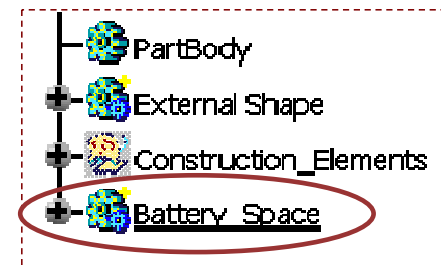 PartBody
External Shape
Construction_Elements
Battery_Space